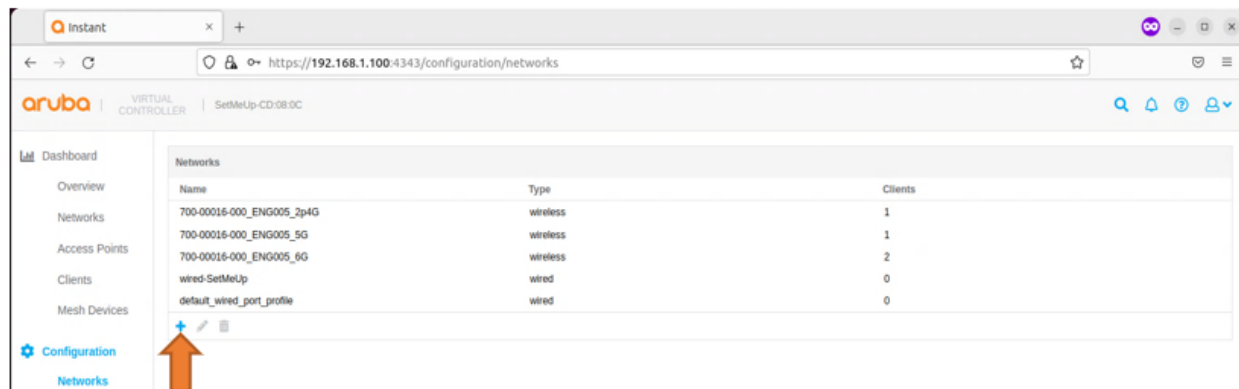 Instant × +
https://192.168.1.100:4343/configuration/networks
aruba | VIRTUAL CONTROLLER | SetMeUp-CD:08:0C
Dashboard
Overview
Networks
Access Points
Clients
Mesh Devices
Configuration
Networks
Networks
Name Type Clients
700-00016-000_ENG005_2p4G wireless 1
700-00016-000_ENG005_5G wireless 1
700-00016-000_ENG005_6G wireless 2
wired-SetMeUp wired 0
default_wired_port_profile wired 0